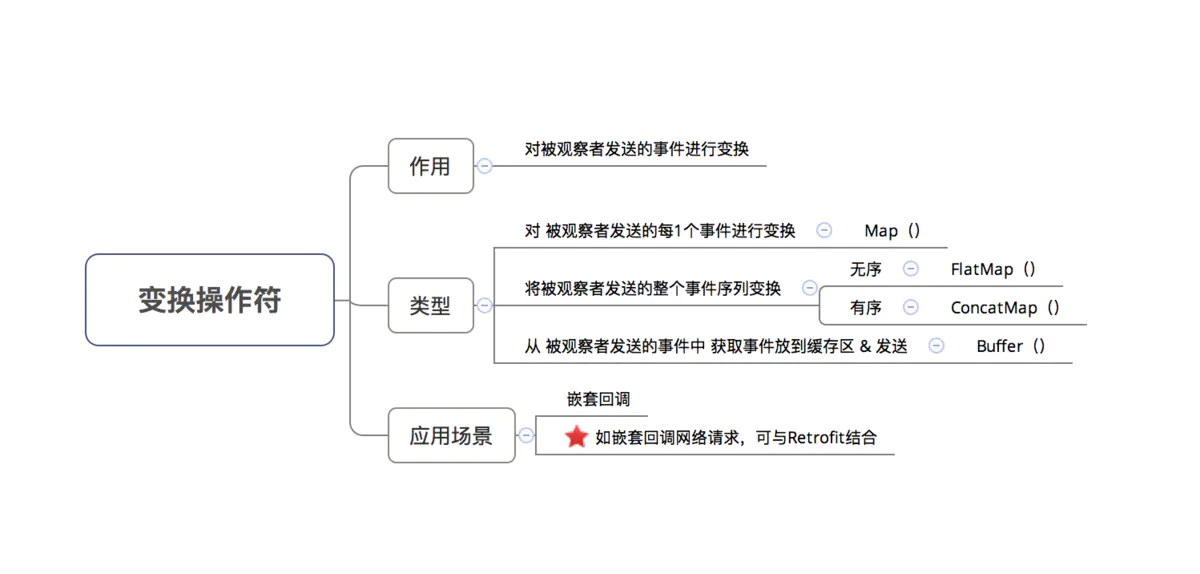 变换操作符
作用
对被观察者发送的事件进行变换
类型
对 被观察者发送的每1个事件进行变换
Map（）
将被观察者发送的整个事件序列变换
无序
FlatMap（）
有序
ConcatMap（）
从 被观察者发送的事件中 获取事件放到缓存区 & 发送
Buffer（）
应用场景
嵌套回调
如嵌套回调网络请求，可与Retrofit结合